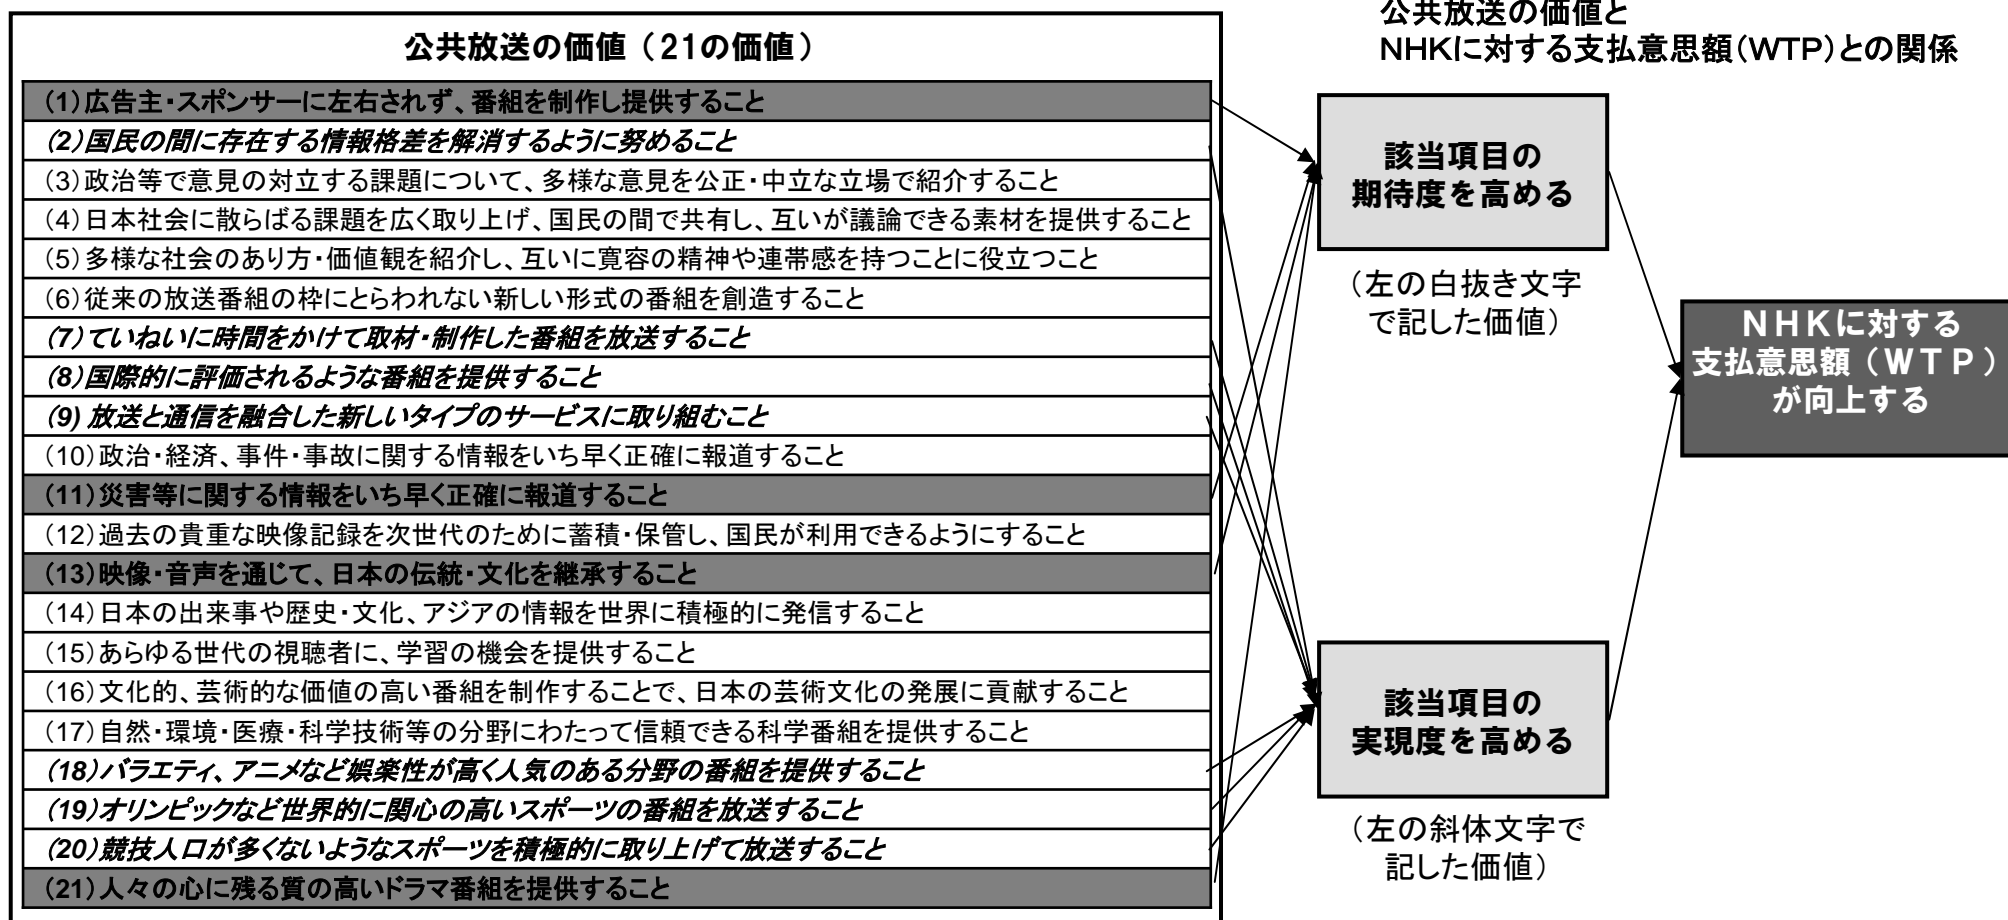 公共放送の価値と
NHKに対する支払意思額(WTP)との関係
公共放送の価値（21の価値）
(1)広告主・スポンサーに左右されず、番組を制作し提供すること
(2)国民の間に存在する情報格差を解消するように努めること
(3)政治等で意見の対立する課題について、多様な意見を公正・中立な立場で紹介すること
(4)日本社会に散らばる課題を広く取り上げ、国民の間で共有し、互いが議論できる素材を提供すること
(5)多様な社会のあり方・価値観を紹介し、互いに寛容の精神や連帯感を持つことに役立つこと
(6)従来の放送番組の枠にとらわれない新しい形式の番組を創造すること
(7)ていねいに時間をかけて取材・制作した番組を放送すること
(8)国際的に評価されるような番組を提供すること
(9) 放送と通信を融合した新しいタイプのサービスに取り組むこと
(10)政治・経済、事件・事故に関する情報をいち早く正確に報道すること
(11)災害等に関する情報をいち早く正確に報道すること
(12)過去の貴重な映像記録を次世代のために蓄積・保管し、国民が利用できるようにすること
(13)映像・音声を通じて、日本の伝統・文化を継承すること
(14)日本の出来事や歴史・文化、アジアの情報を世界に積極的に発信すること
(15)あらゆる世代の視聴者に、学習の機会を提供すること
(16)文化的、芸術的な価値の高い番組を制作することで、日本の芸術文化の発展に貢献すること
(17)自然・環境・医療・科学技術等の分野にわたって信頼できる科学番組を提供すること
(18)バラエティ、アニメなど娯楽性が高く人気のある分野の番組を提供すること
(19)オリンピックなど世界的に関心の高いスポーツの番組を放送すること
(20)競技人口が多くないようなスポーツを積極的に取り上げて放送すること
(21)人々の心に残る質の高いドラマ番組を提供すること
該当項目の
期待度を高める
（左の白抜き文字
で記した価値）
該当項目の
実現度を高める
（左の斜体文字で
記した価値）
ＮＨＫに対する
支払意思額（ＷＴＰ）
が向上する